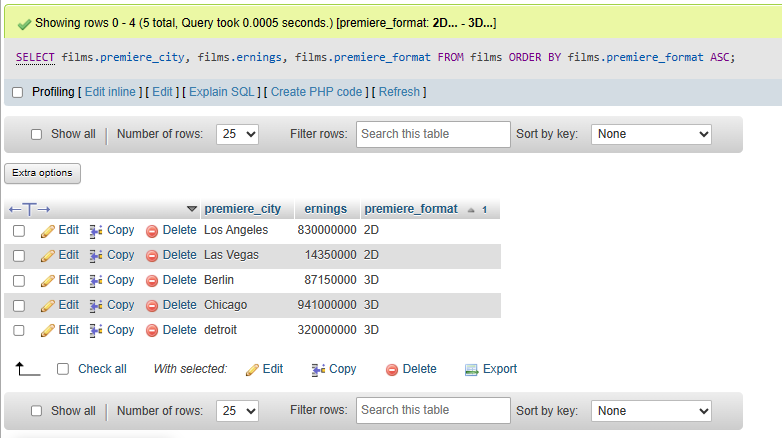 Showing rows 0 - 4 (5 total, Query took 0.0005 seconds.) [premiere_format: 2D... - 3D...]
SELECT films.premiere_city, films.ernings, films.premiere_format FROM films ORDER BY films.premiere_format ASC;
Profiling [ Edit inline ] [ Edit ] [ Explain SQL ] [ Create PHP code ] [ Refresh ]
Show all Number of rows: 25 Filter rows: Search this table Sort by key: None
Extra options
premiere_city ernings premiere_format 1
Edit Copy Delete Los Angeles 830000000 2D
Edit Copy Delete Las Vegas 14350000 2D
Edit Copy Delete Berlin 87150000 3D
Edit Copy Delete Chicago 941000000 3D
Edit Copy Delete detroit 320000000 3D
Check all With selected: Edit Copy Delete Export
Show all Number of rows: 25 Filter rows: Search this table Sort by key: None